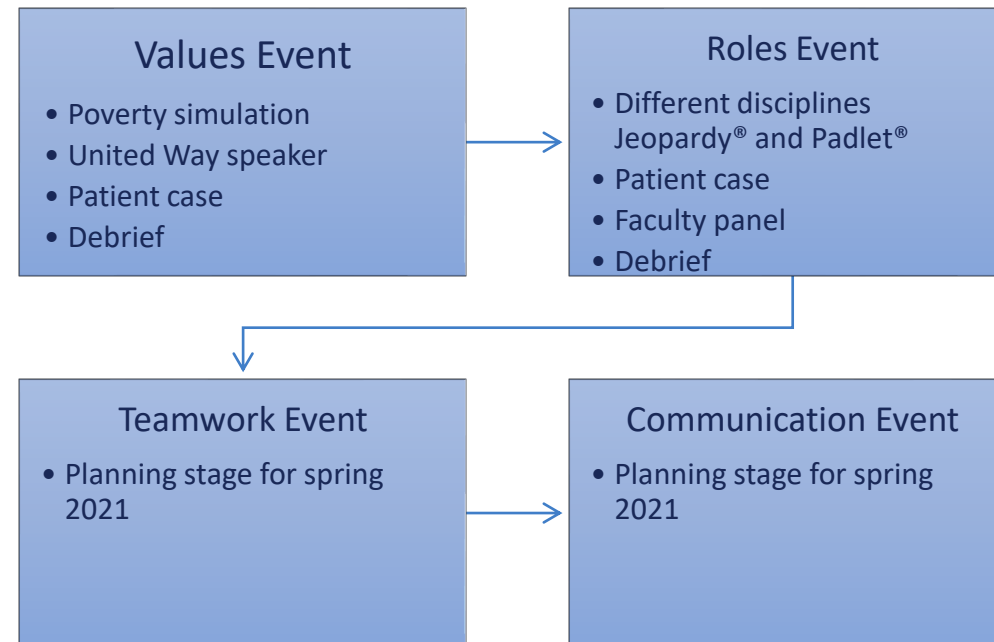 Values Event
• Poverty simulation
• United Way speaker
• Patient case
• Debrief
Roles Event
• Different disciplines
Jeopardy® and Padlet®
• Patient case
• Faculty panel
• Debrief
Teamwork Event
• Planning stage for spring
2021
Communication Event
• Planning stage for spring
2021